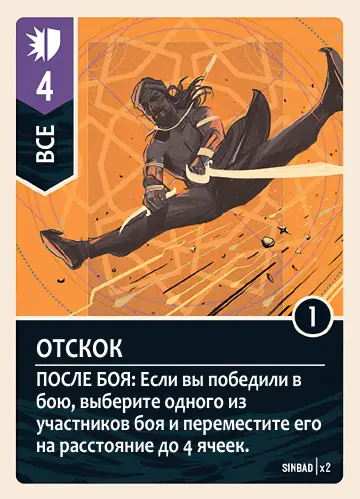 4
ВСЕ
1
ОТСКОК
ПОСЛЕ БОЯ: Если вы победили в
бою, выберите одного из
участников боя и переместите его
на расстояние до 4 ячеек.
SINBAD | x2